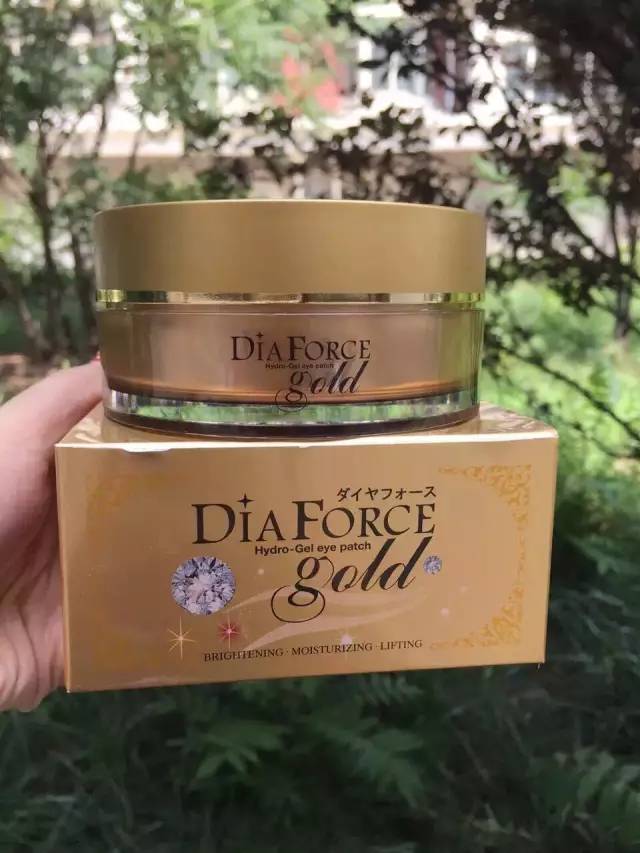 DIAFORCE
Hydro-Gel eye patch
gold
ダイヤフォース
DIAFORCE
Hydro-Gel eye patch
gold
BRIGHTENING · MOISTURIZING · LIFTING